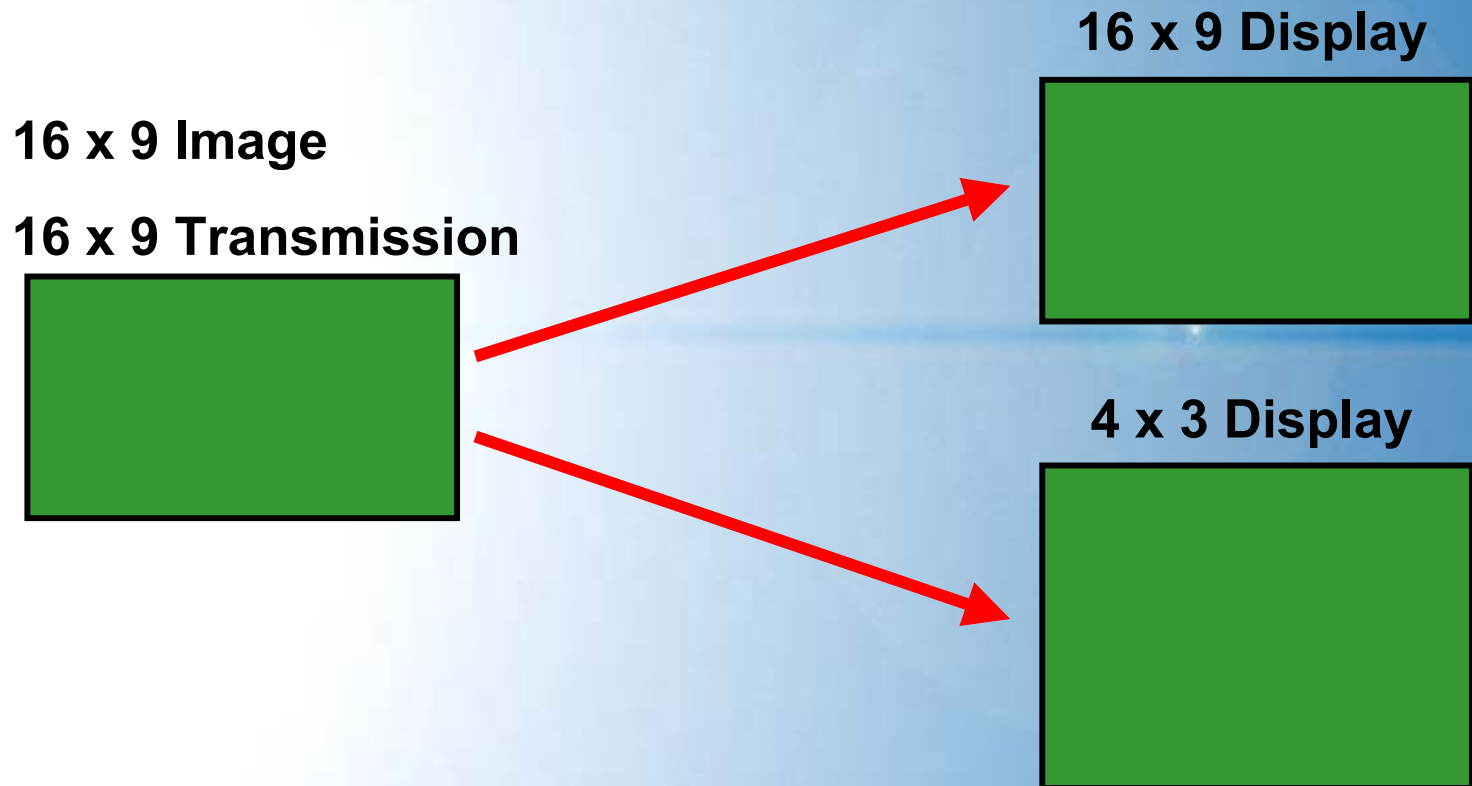 16 x 9 Display
16 x 9 Image
16 x 9 Transmission
4 x 3 Display